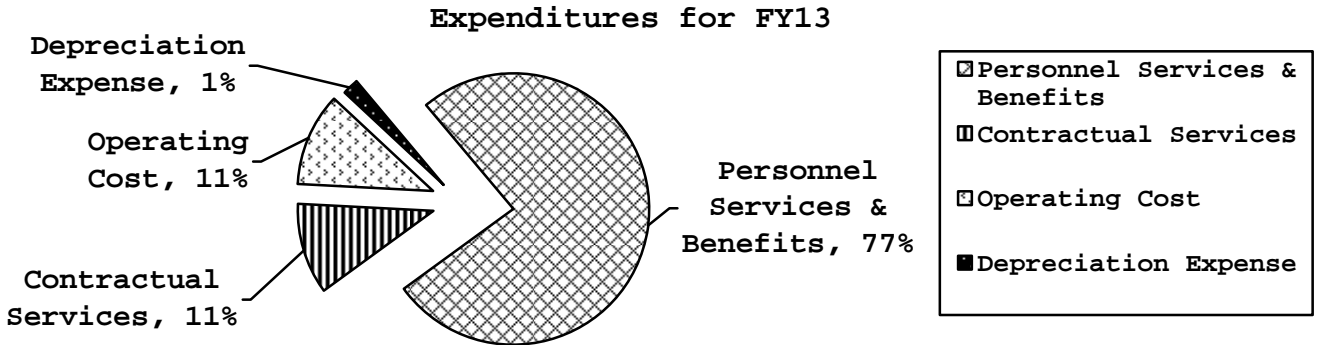 Expenditures for FY13
Depreciation
Expense, 1%
Operating
Cost, 11%
Contractual
Services, 11%
Personnel
Services &
Benefits, 77%
Personnel Services &
Benefits
Contractual Services
Operating Cost
Depreciation Expense